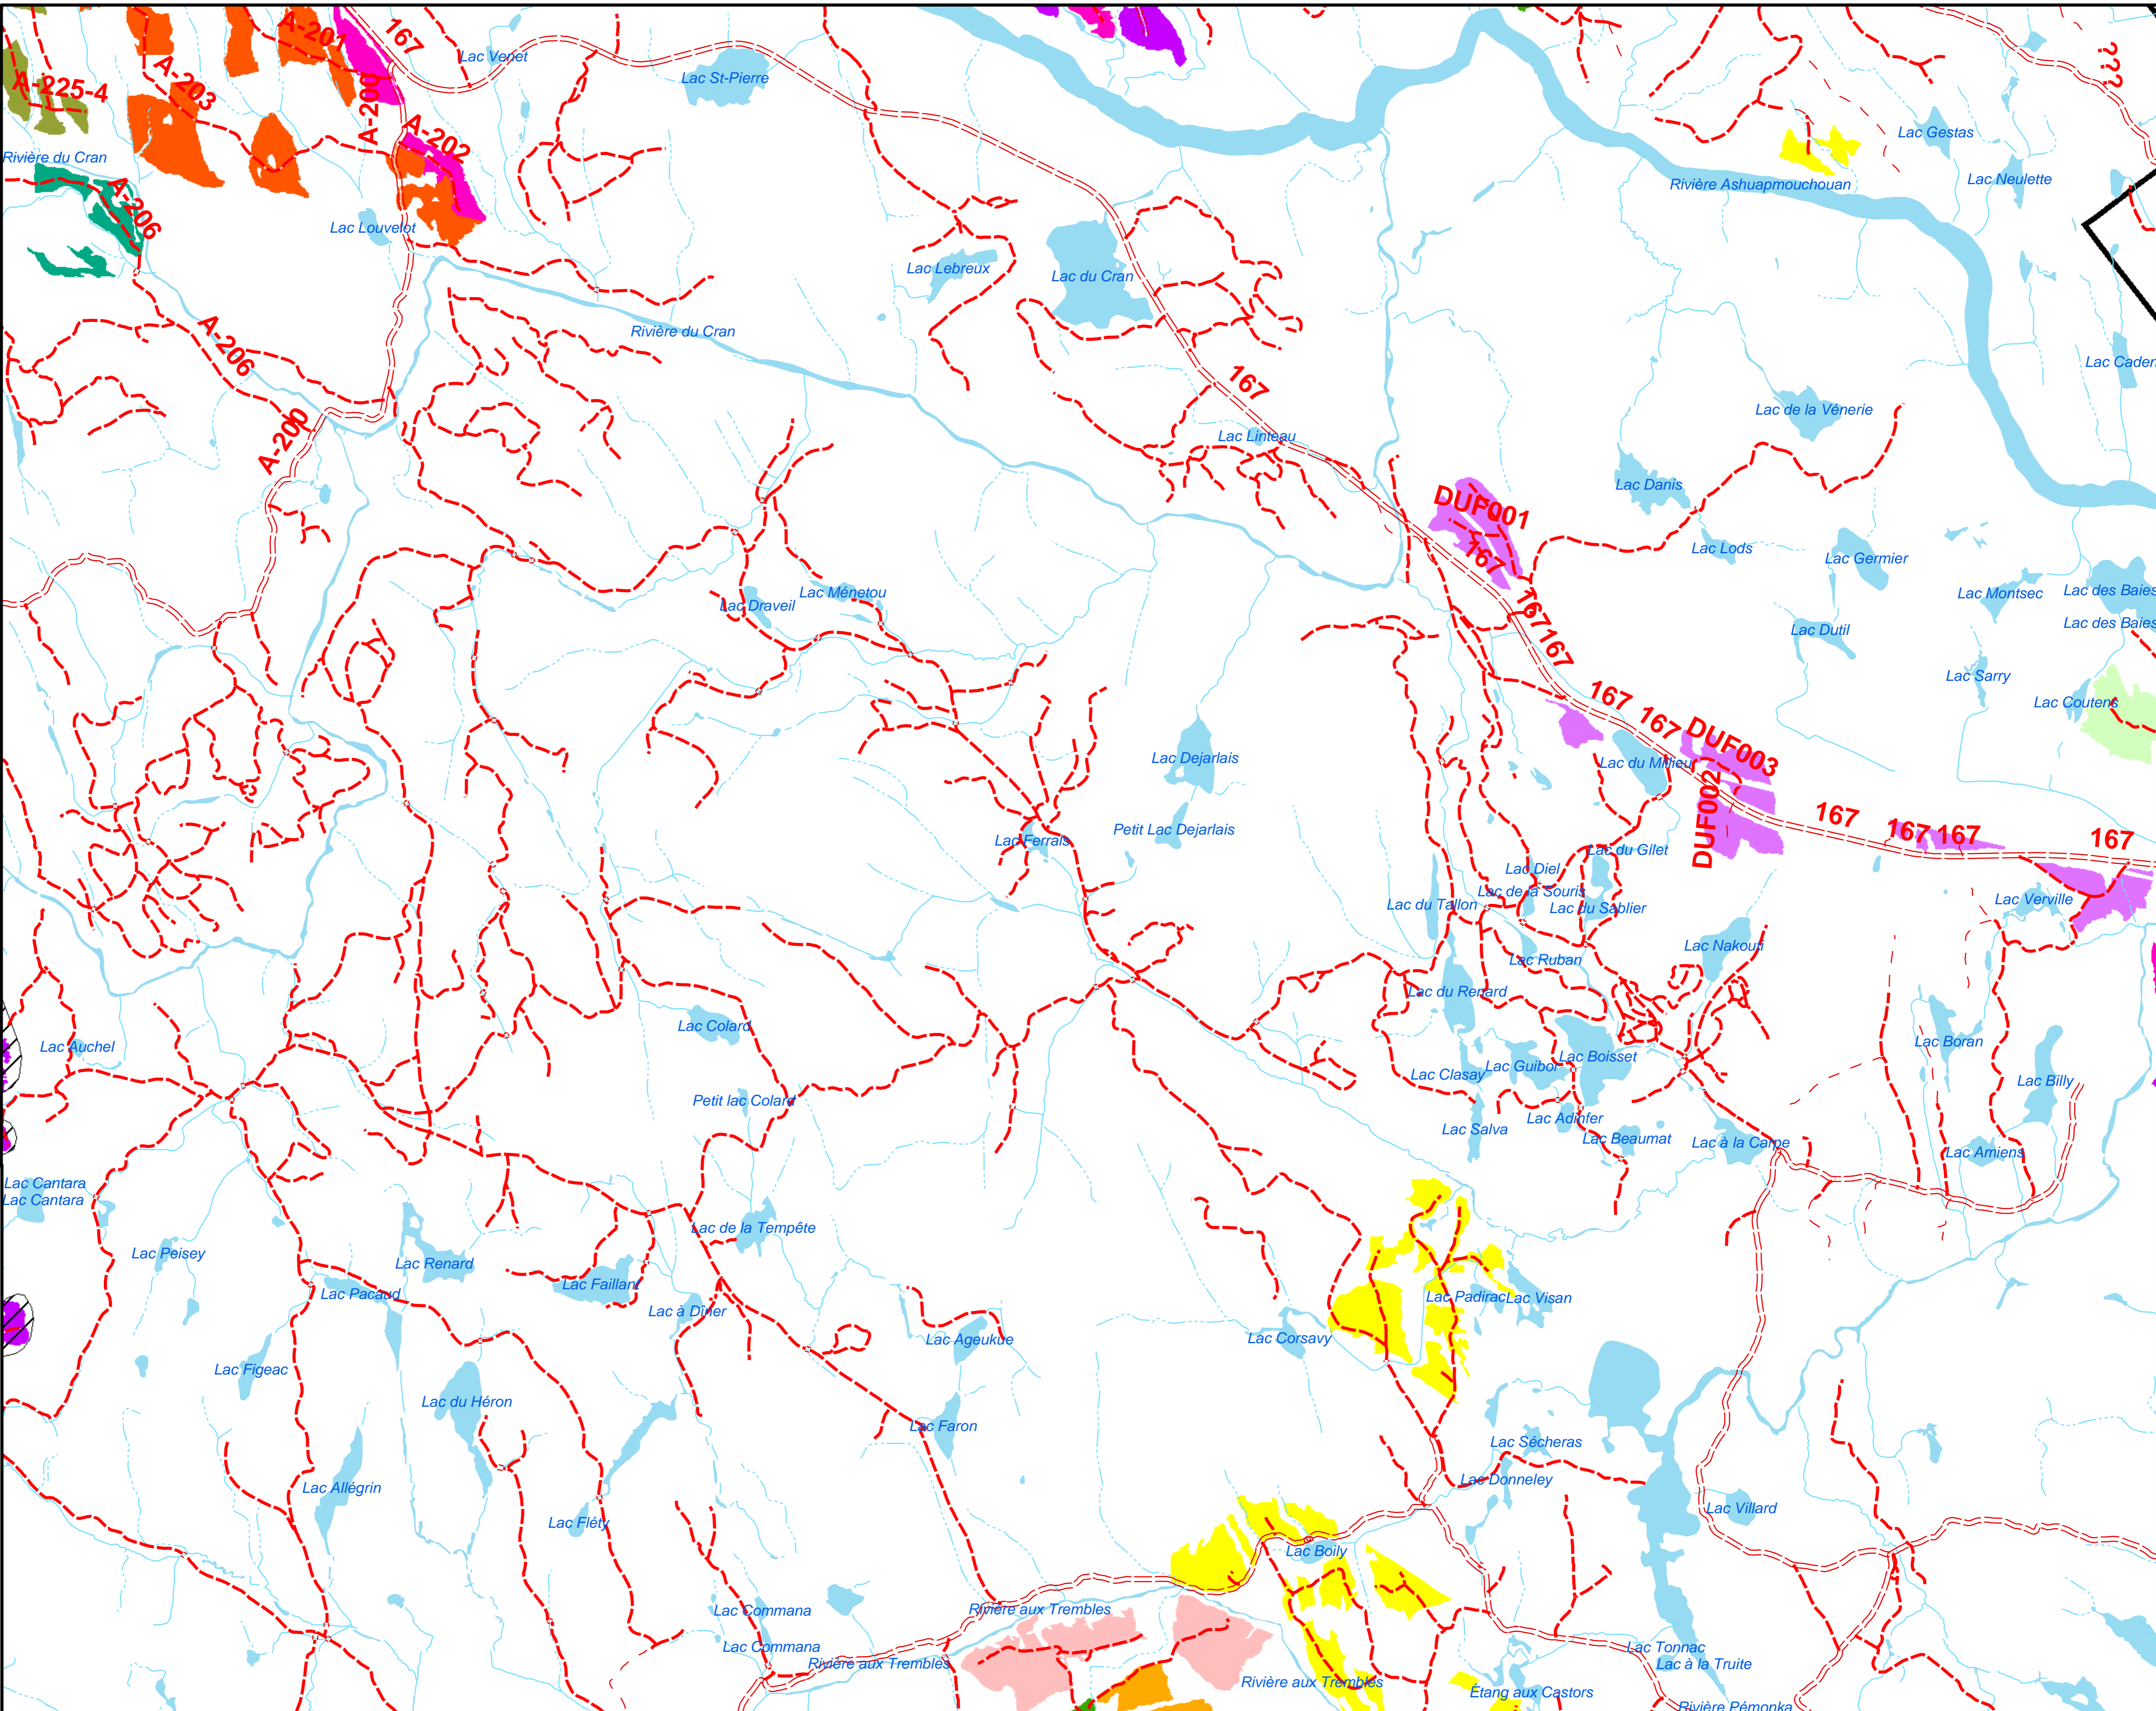 A-201
167
Lac Venet
Lac St-Pierre
???
A-225-4
A-203
A-200
A-202
Lac Gestas
Rivière du Cran
Rivière Ashuapmouchouan
Lac Neulette
A-206
Lac Louvelot
Lac Lebreux
Lac du Cran
Rivière du Cran
A-206
Lac Caden
167
Lac de la Vénerie
A-200
Lac Linteau
Lac Danis
DUF001
167
Lac Lods
Lac Germier
Lac Draveil
Lac Ménetou
Lac Montsec
Lac des Baies
167
Lac des Baies
Lac Dutil
167
Lac Sarry
Lac Coutens
167
167
DUF003
Lac Dejarlais
Lac du Milieu
DUF002
167
167
167
167
Petit Lac Dejarlais
Lac Ferrais
Lac du Gilet
Lac Diel
Lac de la Souris
Lac du Tallon
Lac du Sablier
Lac Verville
Lac Nakouri
Lac Ruban
Lac du Renard
Lac Colard
Lac Auchel
Lac Boran
Lac Boisset
Lac Guibor
Lac Clasay
Lac Billy
Petit lac Colard
Lac Adinfer
Lac Salva
Lac Beaumat
Lac à la Carpe
Lac Amiens
Lac Cantara
Lac Cantara
Lac de la Tempête
Lac Peisey
Lac Renard
Lac Faillant
Lac Pacaud
Lac à Dîner
Lac Padirac
Lac Visan
Lac Ageukue
Lac Corsavy
Lac Figeac
Lac du Héron
Lac Faron
Lac Sécheras
Lac Donneley
Lac Allégrin
Lac Villard
Lac Fléty
Lac Boily
Lac Commana
Rivière aux Trembles
Lac Commana
Rivière aux Trembles
Lac Tonnac
Lac à la Truite
Rivière aux Trembles
Étang aux Castors
Rivière Pémonka